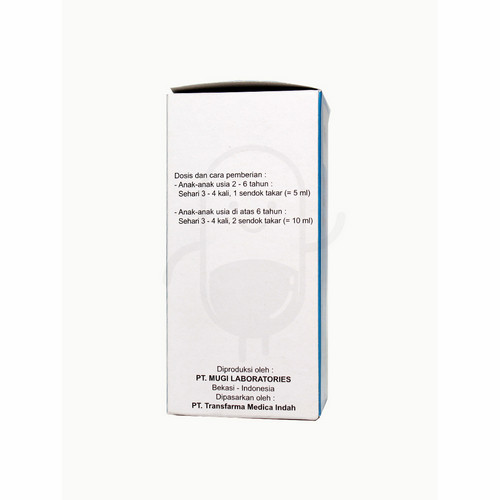 Dosis dan cara pemberian :
- Anak-anak usia 2 - 6 tahun :
Sehari 3 - 4 kali, 1 sendok takar (= 5 ml)
- Anak-anak usia di atas 6 tahun :
Sehari 3 - 4 kali, 2 sendok takar (= 10 ml)
Diproduksi oleh :
PT. MUGI LABORATORIES
Bekasi - Indonesia
Dipasarkan oleh :
PT. Transfarma Medica Indah